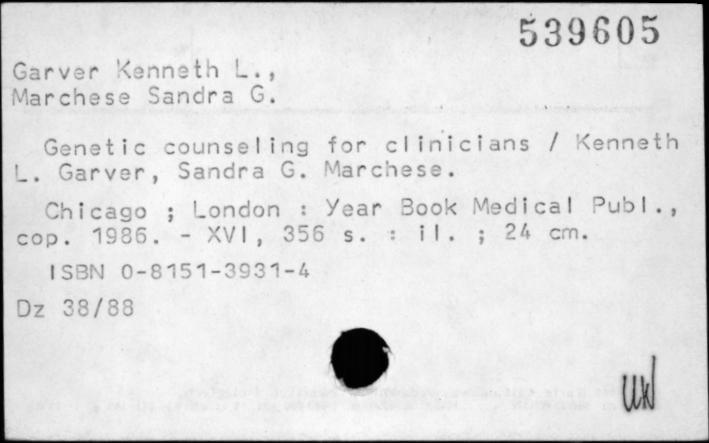 539605
Garver Kenneth L.,
Marchese Sandra G.
Genetic counseling for clinicians / Kenneth
L. Garver, Sandra G. Marchese.
Chicago ; London : Year Book Medical Publ.,
cop. 1986. - XVI, 356 s. : il. ; 24 cm.
ISBN 0-8151-3931-4
Dz 38/88